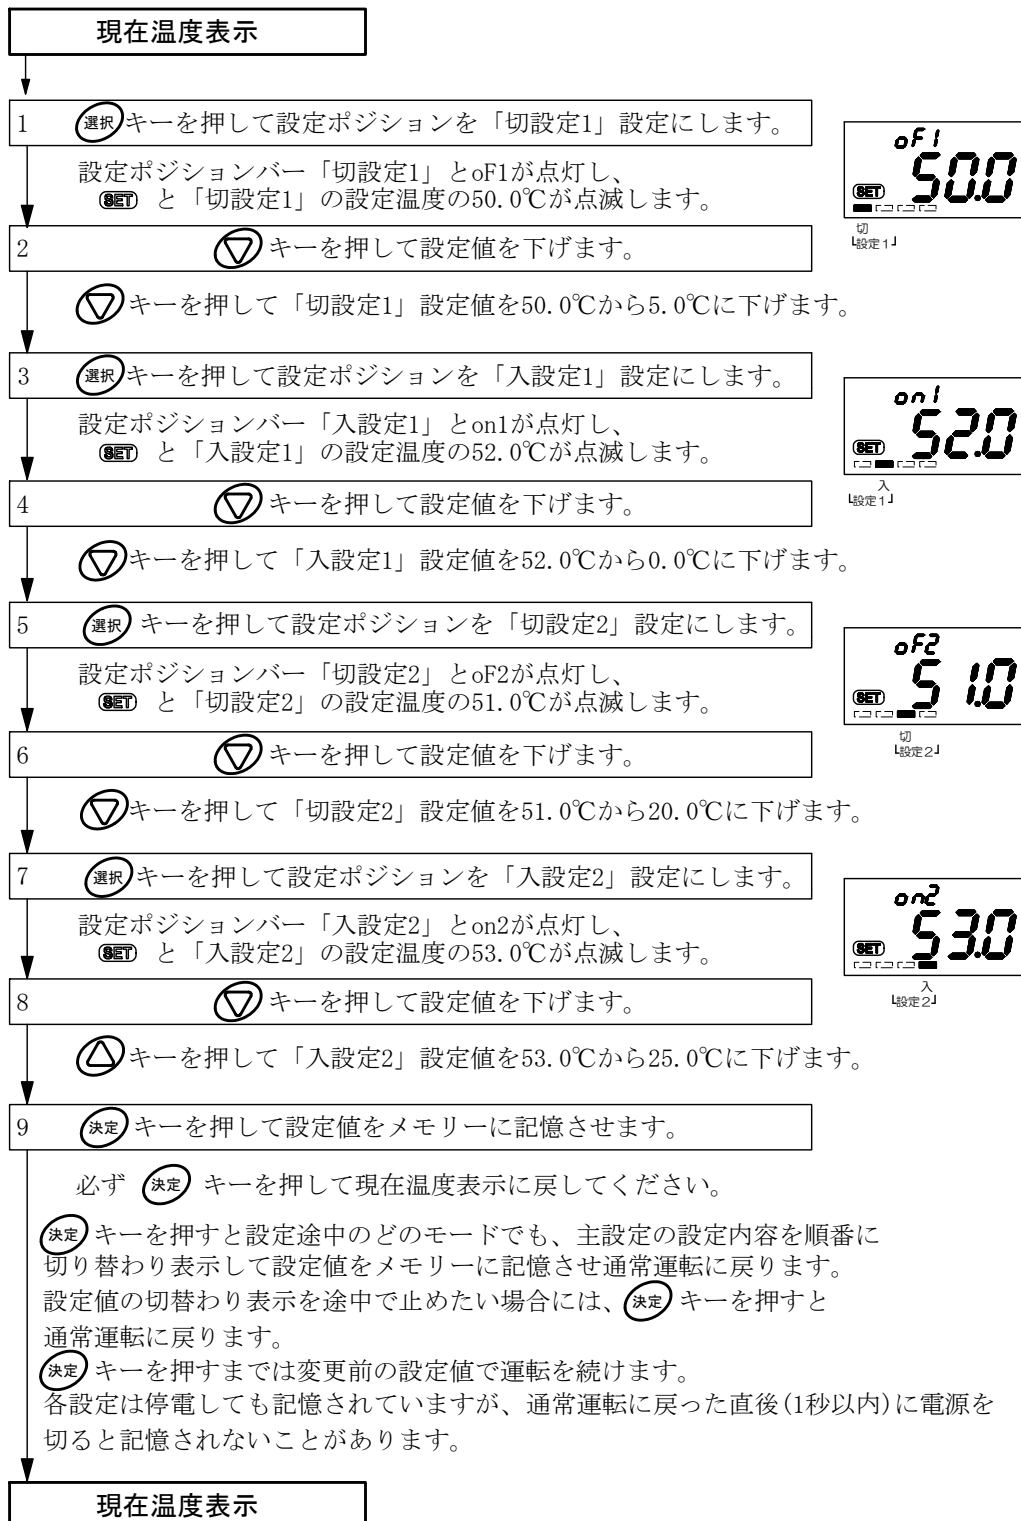 現在温度表示
1 選択キーを押して設定ポジションを「切設定1」設定にします。
設定ポジションバー「切設定1」とoF1が点灯し、
SET と「切設定1」の設定温度の50.0℃が点滅します。
oF1
SET 50.0
切
設定1
2 キーを押して設定値を下げます。
キーを押して「切設定1」設定値を50.0℃から5.0℃に下げます。
3 選択キーを押して設定ポジションを「入設定1」設定にします。
設定ポジションバー「入設定1」とon1が点灯し、
SET と「入設定1」の設定温度の52.0℃が点滅します。
on1
SET 52.0
入
設定1
4 キーを押して設定値を下げます。
キーを押して「入設定1」設定値を52.0℃から0.0℃に下げます。
5 選択 キーを押して設定ポジションを「切設定2」設定にします。
設定ポジションバー「切設定2」とoF2が点灯し、
SET と「切設定2」の設定温度の51.0℃が点滅します。
oF2
SET 51.0
切
設定2
6 キーを押して設定値を下げます。
キーを押して「切設定2」設定値を51.0℃から20.0℃に下げます。
7 選択キーを押して設定ポジションを「入設定2」設定にします。
設定ポジションバー「入設定2」とon2が点灯し、
SET と「入設定2」の設定温度の53.0℃が点滅します。
on2
SET 53.0
入
設定2
8 キーを押して設定値を下げます。
キーを押して「入設定2」設定値を53.0℃から25.0℃に下げます。
9 決定 キーを押して設定値をメモリーに記憶させます。
必ず 決定 キーを押して現在温度表示に戻してください。
決定 キーを押すと設定途中のどのモードでも、主設定の設定内容を順番に
切り替わり表示して設定値をメモリーに記憶させ通常運転に戻ります。
設定値の切替わり表示を途中で止めたい場合には、決定 キーを押すと
通常運転に戻ります。
決定 キーを押すまでは変更前の設定値で運転を続けます。
各設定は停電しても記憶されていますが、通常運転に戻った直後(1秒以内)に電源を
切ると記憶されないことがあります。
現在温度表示